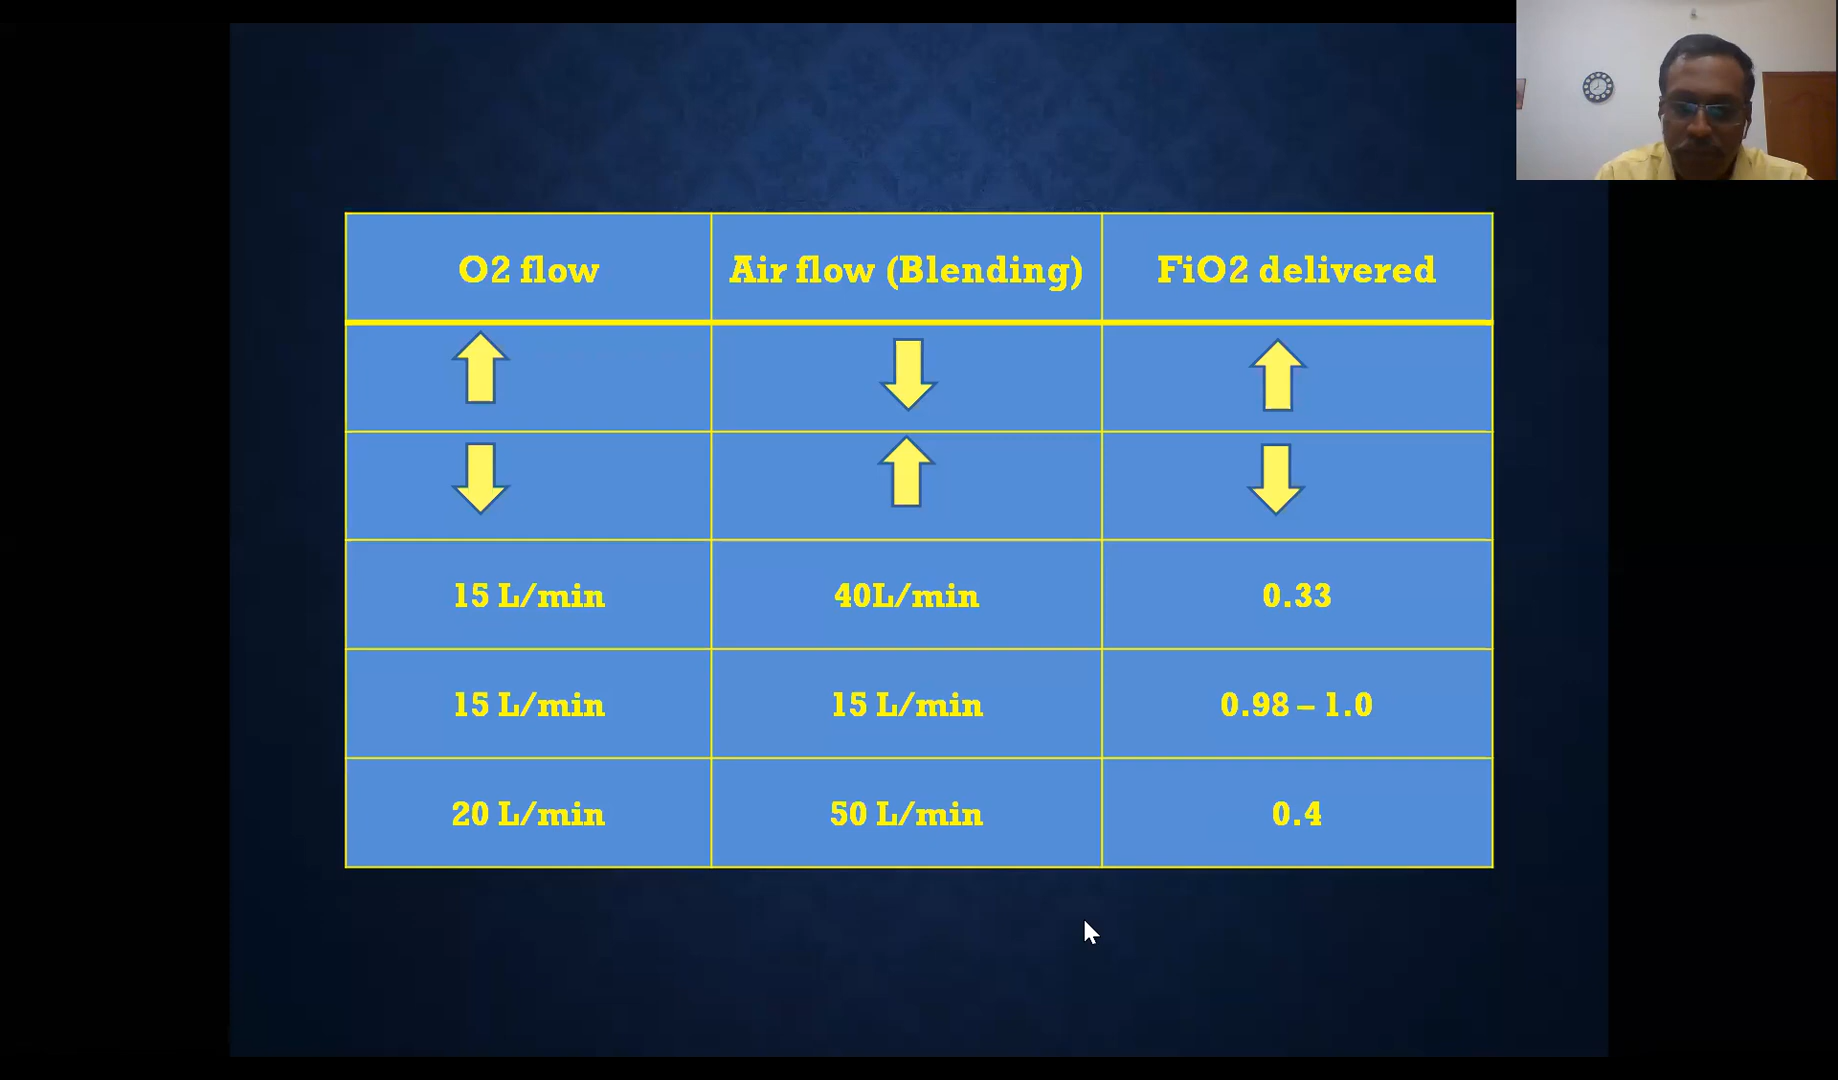 O2 flow
Air flow (Blending)
FiO2 delivered
15 L/min
40L/min
0.33
15 L/min
15 L/min
0.98 – 1.0
20 L/min
50 L/min
0.4